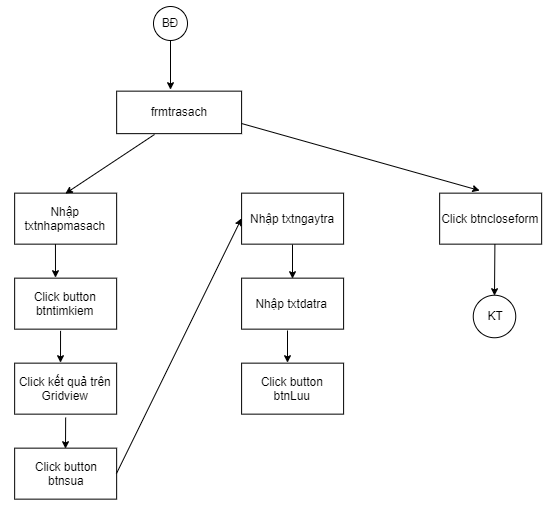 BĐ
frmtrasach
Nhập
txtnhapmasach
Click button
btntimkiem
Click kết quả trên
Gridview
Click button
btnsua
Nhập txtngaytra
Nhập txtdatra
Click button
btnLuu
Click btncloseform
KT